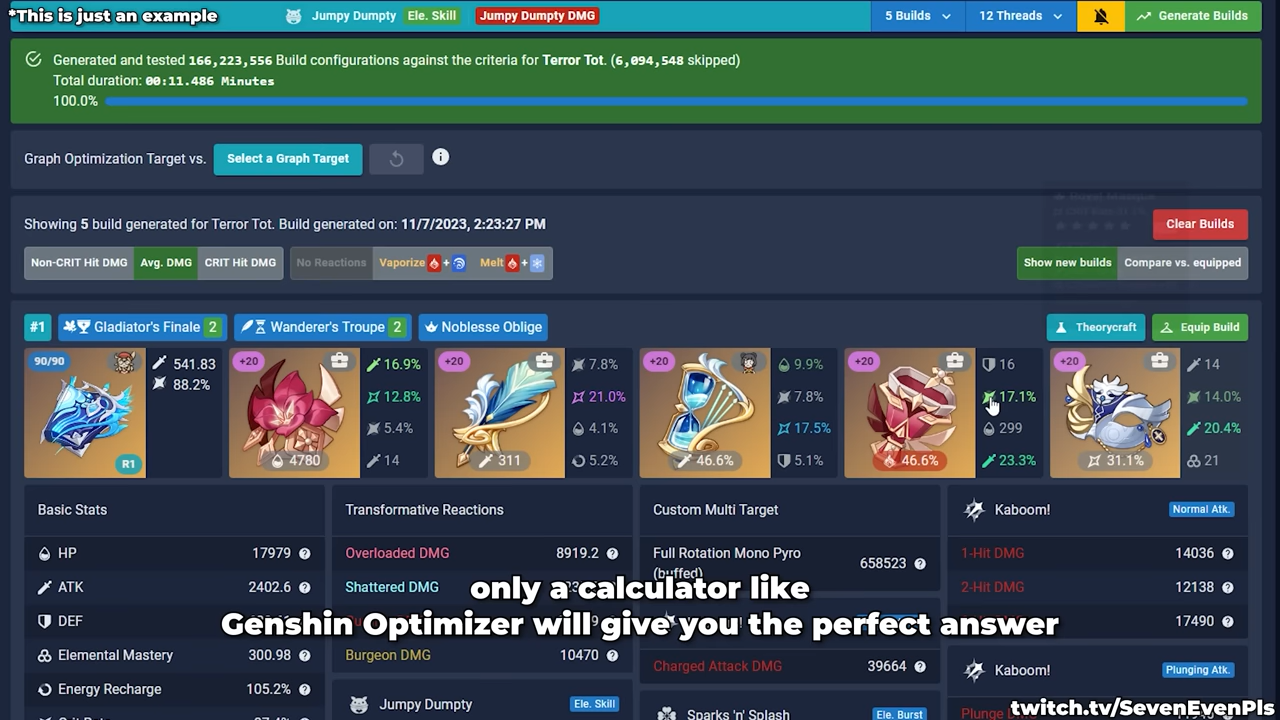 *This is just an example
Jumpy Dumpty Ele. Skill Jumpy Dumpty DMG
5 Builds 12 Threads Generate Builds
Generated and tested 166,223,556 Build configurations against the criteria for Terror Tot. (6,094,548 skipped)
Total duration: 00:11.486 Minutes
100.0%
Graph Optimization Target vs. Select a Graph Target
Showing 5 build generated for Terror Tot. Build generated on: 11/7/2023, 2:23:27 PM
Clear Builds
Non-CRIT Hit DMG Avg. DMG CRIT Hit DMG No Reactions Vaporize + Melt +
Show new builds Compare vs. equipped
#1 Gladiator's Finale 2 Wanderer's Troupe 2 Noblesse Oblige
Theorycraft Equip Build
90/90 541.83 +20 16.9% +20 7.8% +20 9.9% +20 16 +20 14
88.2% 12.8% 21.0% 7.8% 17.1% 14.0%
5.4% 4.1% 17.5% 299 20.4%
R1 4780 14 311 5.2% 46.6% 5.1% 46.6% 23.3% 31.1% 21
Basic Stats Transformative Reactions Custom Multi Target Kaboom! Normal Atk.
HP 17979 Overloaded DMG 8919.2 Full Rotation Mono Pyro 658523 1-Hit DMG 14036
(buffed)
ATK 2402.6 Shattered DMG 2-Hit DMG 12138
only a calculator like
Genshin Optimizer will give you the perfect answer
DEF 17490
Elemental Mastery 300.98 Burgeon DMG 10470 Charged Attack DMG 39664 Kaboom! Plunging Atk.
Energy Recharge 105.2% Jumpy Dumpty Ele. Skill Sparks 'n' Splash Ele. Burst
twitch.tv/SevenEvenPls